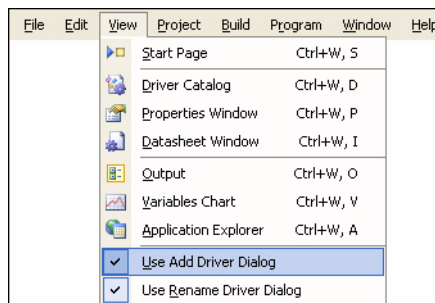 File Edit View Project Build Program Window Help
Start Page Ctrl+W, S
Driver Catalog Ctrl+W, D
Properties Window Ctrl+W, P
Datasheet Window Ctrl+W, I
Output Ctrl+W, O
Variables Chart Ctrl+W, V
Application Explorer Ctrl+W, A
Use Add Driver Dialog
Use Rename Driver Dialog